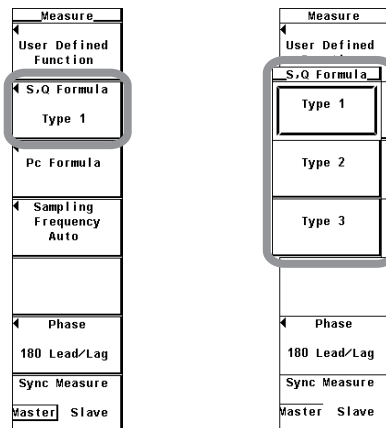 Measure
User Defined
Function
S,Q Formula
Type 1
Pc Formula
Sampling
Frequency
Auto
Phase
180 Lead/Lag
Sync Measure
Master Slave
Measure
User Defined
S,Q Formula
Type 1
Type 2
Type 3
Phase
180 Lead/Lag
Sync Measure
Master Slave